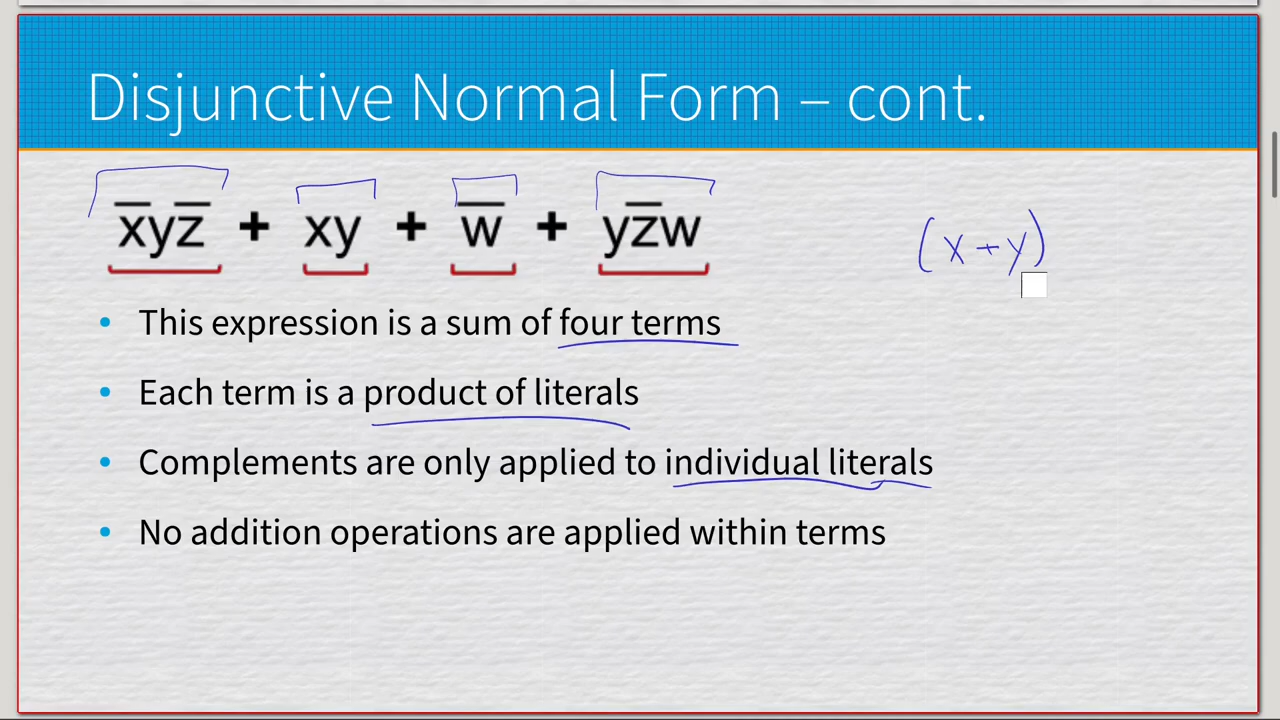 Disjunctive Normal Form – cont.
x̅yz̅ + xy + w̅ + yz̅w
(x+y)
• This expression is a sum of four terms
• Each term is a product of literals
• Complements are only applied to individual literals
• No addition operations are applied within terms